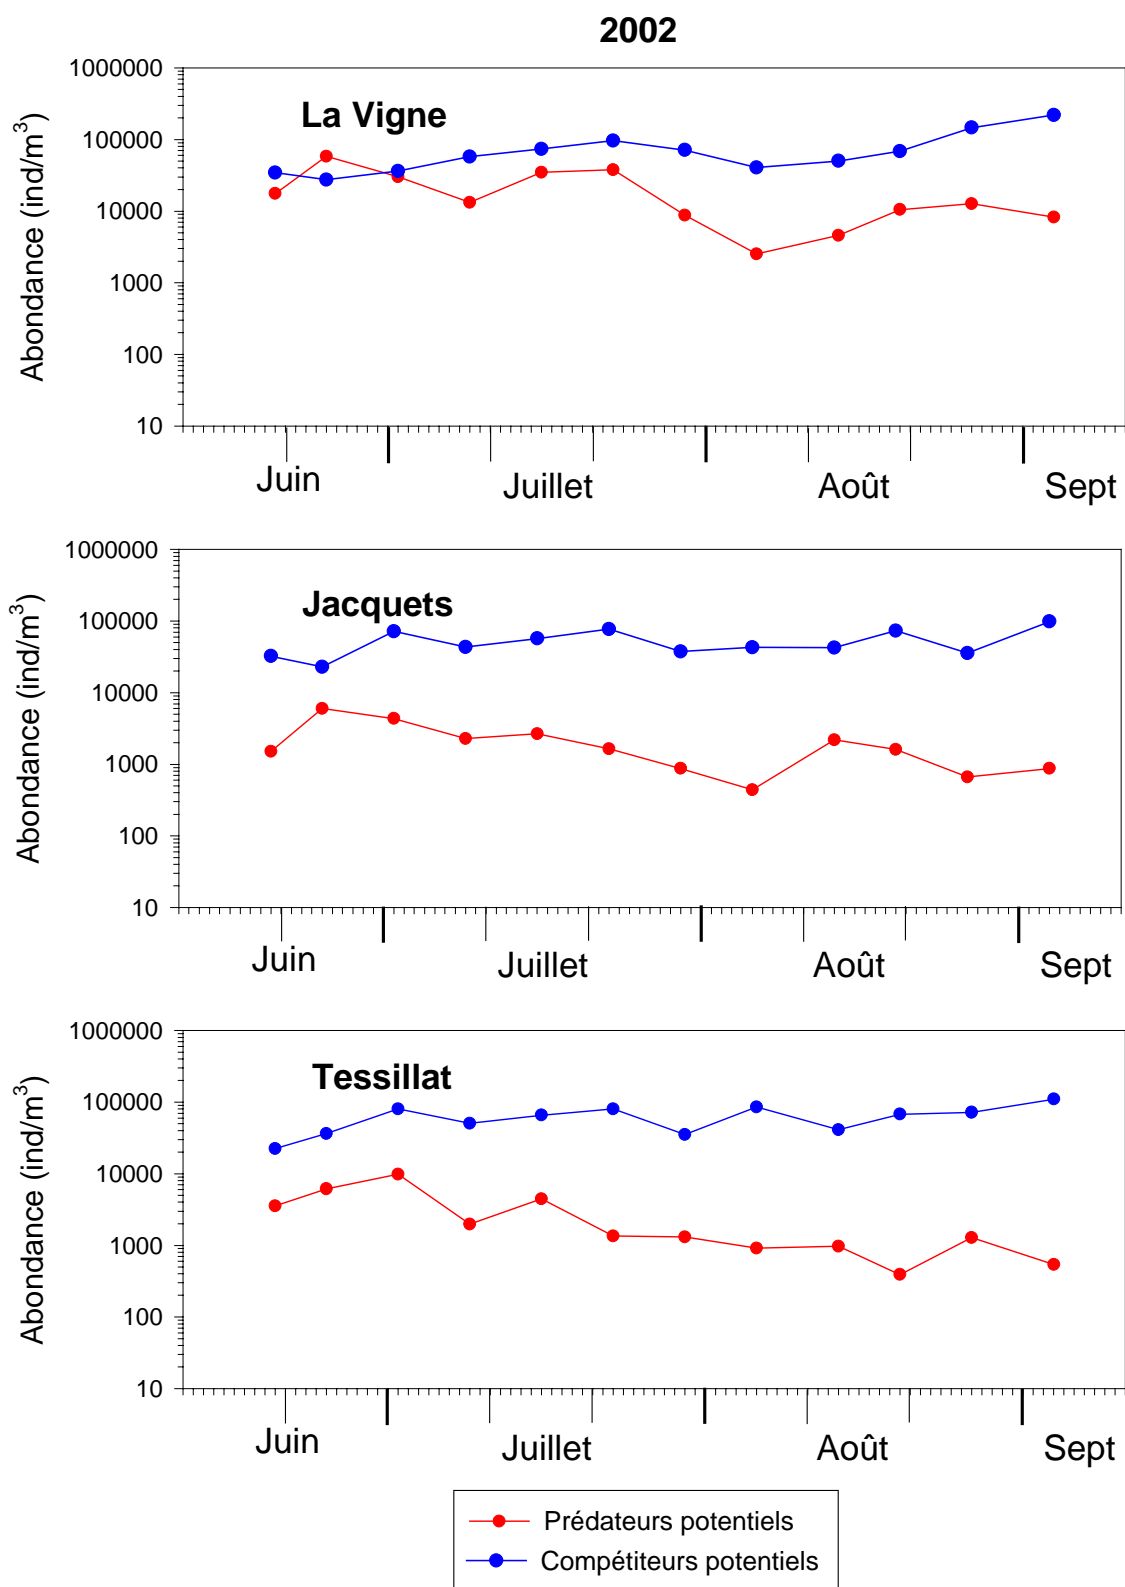 2002
La Vigne
Abondance (ind/m³)
1000000
100000
10000
1000
100
10
Juin
Juillet
Août
Sept
Jacquets
Abondance (ind/m³)
1000000
100000
10000
1000
100
10
Juin
Juillet
Août
Sept
Tessillat
Abondance (ind/m³)
1000000
100000
10000
1000
100
10
Juin
Juillet
Août
Sept
Prédateurs potentiels
Compétiteurs potentiels